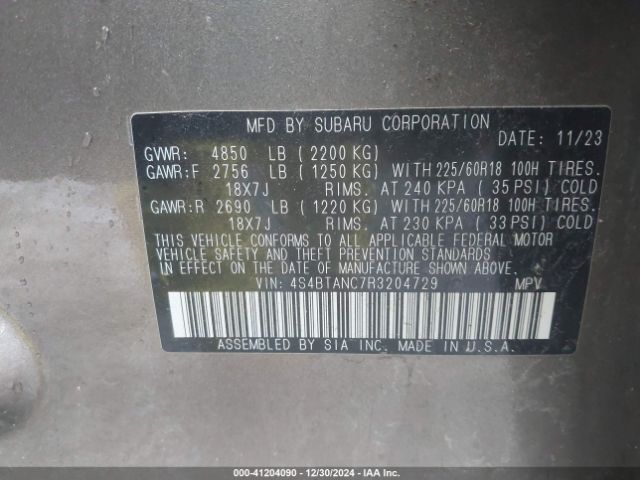 MFD BY SUBARU CORPORATION
DATE: 11/23
GVWR: 4850 LB ( 2200 KG)
GAWR:F 2756 LB ( 1250 KG) WITH 225/60R18 100H TIRES.
18X7J RIMS. AT 240 KPA ( 35 PSI) COLD
GAWR:R 2690 LB ( 1220 KG) WITH 225/60R18 100H TIRES.
18X7J RIMS. AT 230 KPA ( 33 PSI) COLD
THIS VEHICLE CONFORMS TO ALL APPLICABLE FEDERAL MOTOR
VEHICLE SAFETY AND THEFT PREVENTION STANDARDS
IN EFFECT ON THE DATE OF MANUFACTURE SHOWN ABOVE.
VIN: 4S4BTANC7R3204729 MPV
ASSEMBLED BY SIA INC. MADE IN U.S.A.
000-41204090 - 12/30/2024 - IAA Inc.